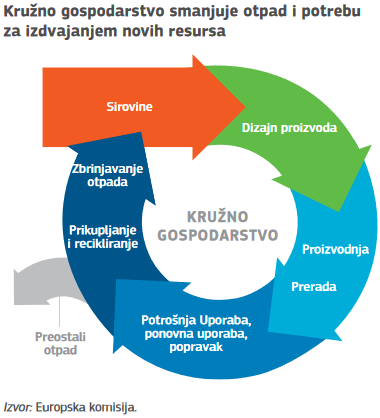 Kružno gospodarstvo smanjuje otpad i potrebu
za izdvajanjem novih resursa
Sirovine
Dizajn proizvoda
Proizvodnja
Prerada
Potrošnja Uporaba,
ponovna uporaba,
popravak
Prikupljanje
i recikliranje
Zbrinjavanje
otpada
KRUŽNO
GOSPODARSTVO
Preostali
otpad
Izvor: Europska komisija.